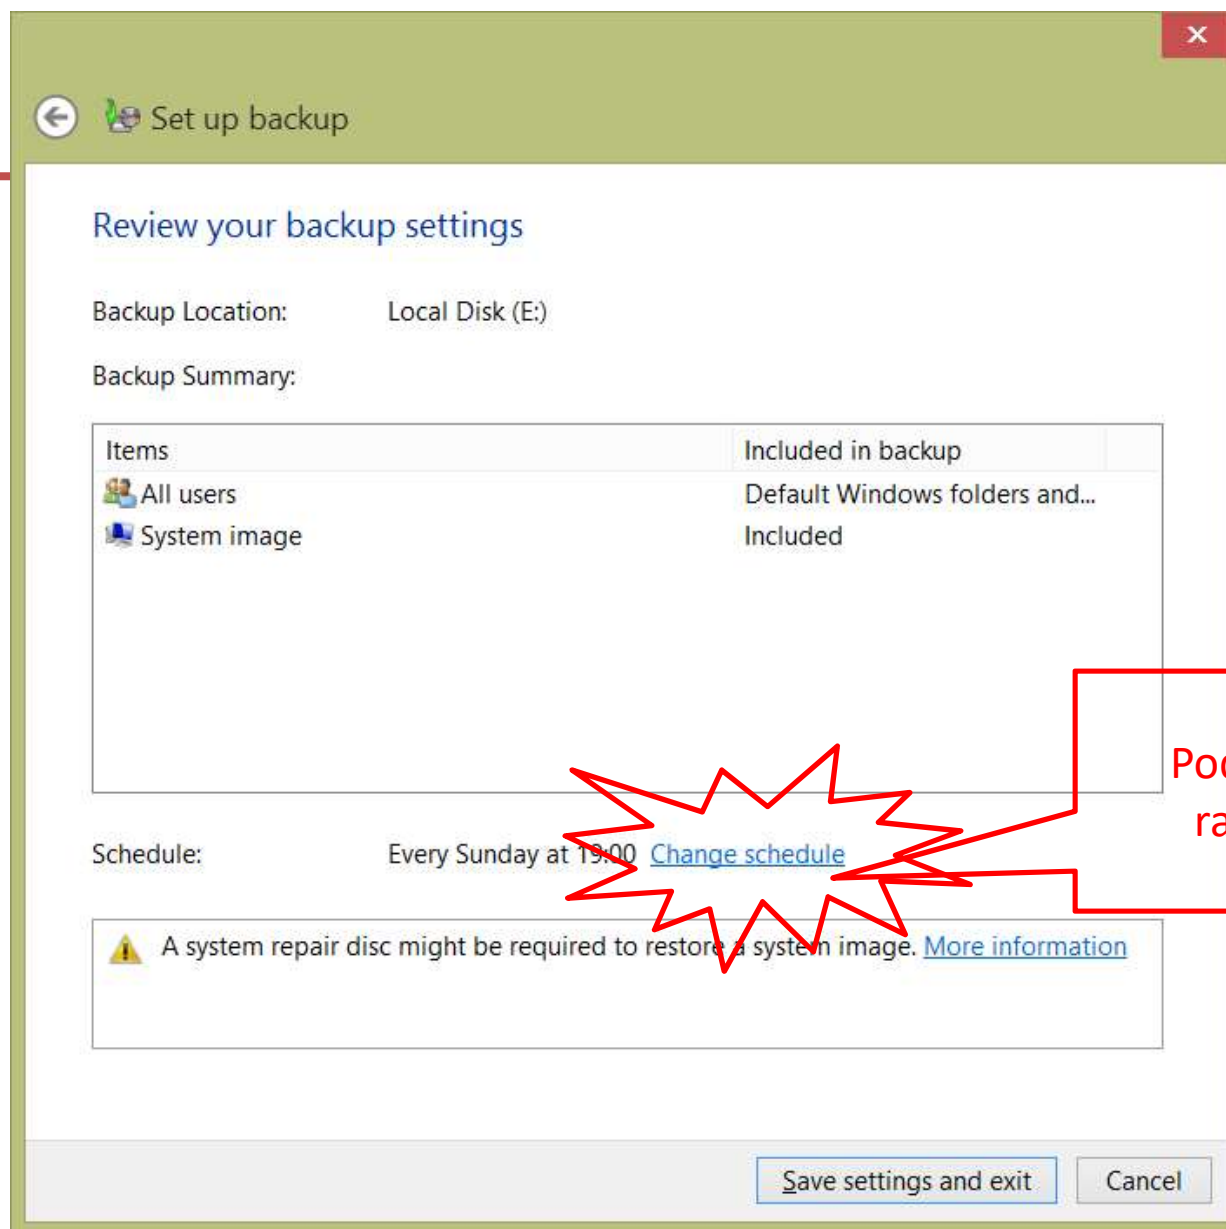 Set up backup
Review your backup settings
Backup Location: Local Disk (E:)
Backup Summary:
Items Included in backup
All users Default Windows folders and...
System image Included
Schedule: Every Sunday at 19:00 Change schedule
A system repair disc might be required to restore a system image. More information
Save settings and exit Cancel